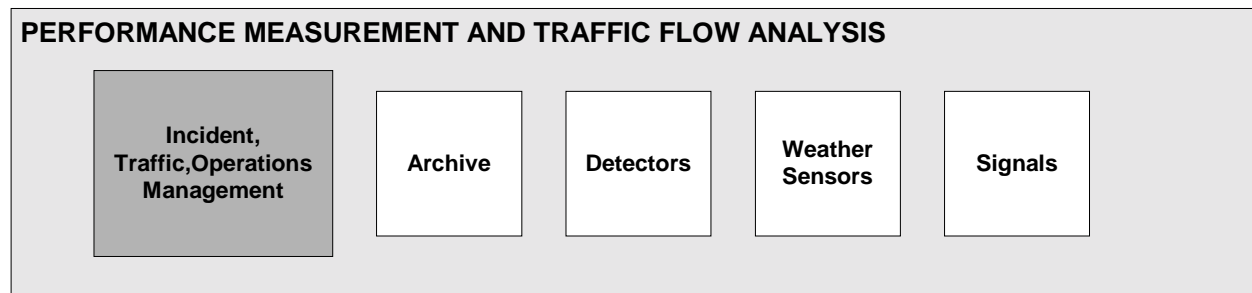 PERFORMANCE MEASUREMENT AND TRAFFIC FLOW ANALYSIS
Incident,
Traffic,Operations
Management
Archive
Detectors
Weather
Sensors
Signals